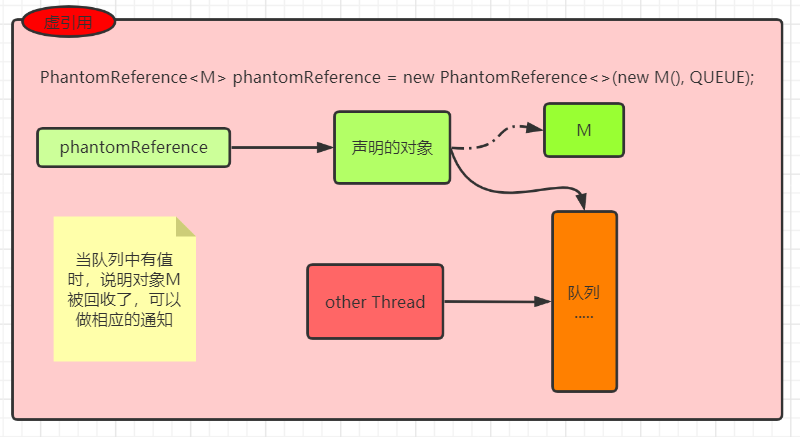 虚引用
PhantomReference<M> phantomReference = new PhantomReference<>(new M(), QUEUE);
phantomReference
声明的对象
M
当队列中有值
时，说明对象M
被回收了，可以
做相应的通知
other Thread
队列
.....